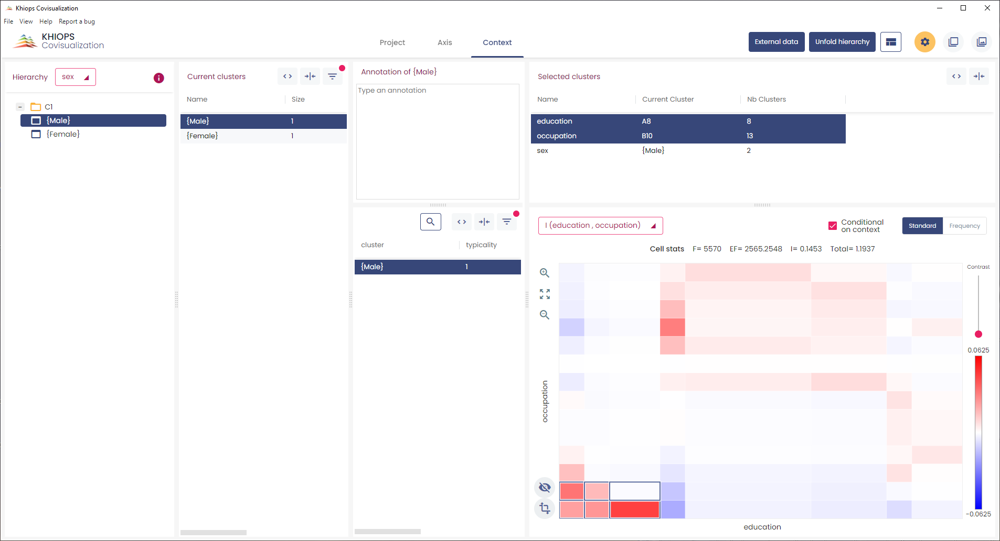 Khiops Covisualization
File View Help Report a bug
KHIOPS
Covisualization
Project Axis Context
External data Unfold hierarchy
Hierarchy sex
C1
{Male}
{Female}
Current clusters
Name Size
{Male} 1
{Female} 1
Annotation of {Male}
Type an annotation
cluster typicality
{Male} 1
Selected clusters
Name Current Cluster Nb Clusters
education A8 8
occupation B10 13
sex {Male} 2
I (education , occupation)
Conditional
on context
Standard Frequency
Cell stats F= 5570 EF= 2565.2548 I= 0.1453 Total= 1.1937
Contrast
0.0625
occupation
-0.0625
education